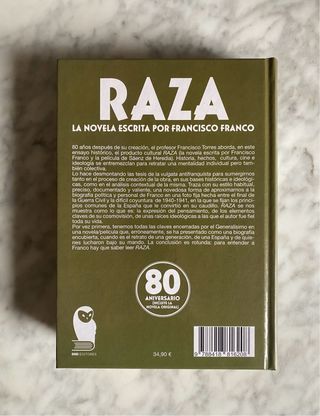 RAZA
LA NOVELA ESCRITA POR FRANCISCO FRANCO
80 años después de su creación, el profesor Francisco Torres aborda, en este
ensayo histórico, el producto cultural RAZA (la novela escrita por Francisco
Franco y la película de Sáenz de Heredia). Historia, hechos, cultura, cine e
ideología se entremezclan para retratar una mentalidad individual pero tam-
bién colectiva.
Lo hace desmontando las tesis de la vulgata antifranquista para sumergirnos
tanto en el proceso de creación de la obra, en sus bases históricas e ideológi-
cas, como en el análisis contextual de la misma. Traza con su estilo habitual,
preciso, documentado y valiente, una novedosa forma de aproximarnos a la
biografía política y personal de Franco en una foto fija hecha entre el final de
la Guerra Civil y la difícil coyuntura de 1940-1941, en la que se fijan los princi-
pios comunes de la España que le convirtió en su caudillo. RAZA se nos
muestra como lo que es: la expresión del pensamiento, de los elementos
claves de su cosmovisión, de unas raíces ideológicas a las que el autor fue fiel
toda su vida.
Por vez primera, tenemos todas las claves encerradas por el Generalísimo en
una novela/película que, erróneamente, se ha presentado como una biografía
encubierta, cuando es el retrato de una generación, de una España y de quie-
nes lucharon bajo su mando. La conclusión es rotunda: para entender a
Franco hay que saber leer RAZA.
80
ANIVERSARIO
(INCLUYE LA
NOVELA ORIGINAL)
EDITORES
34,90 €